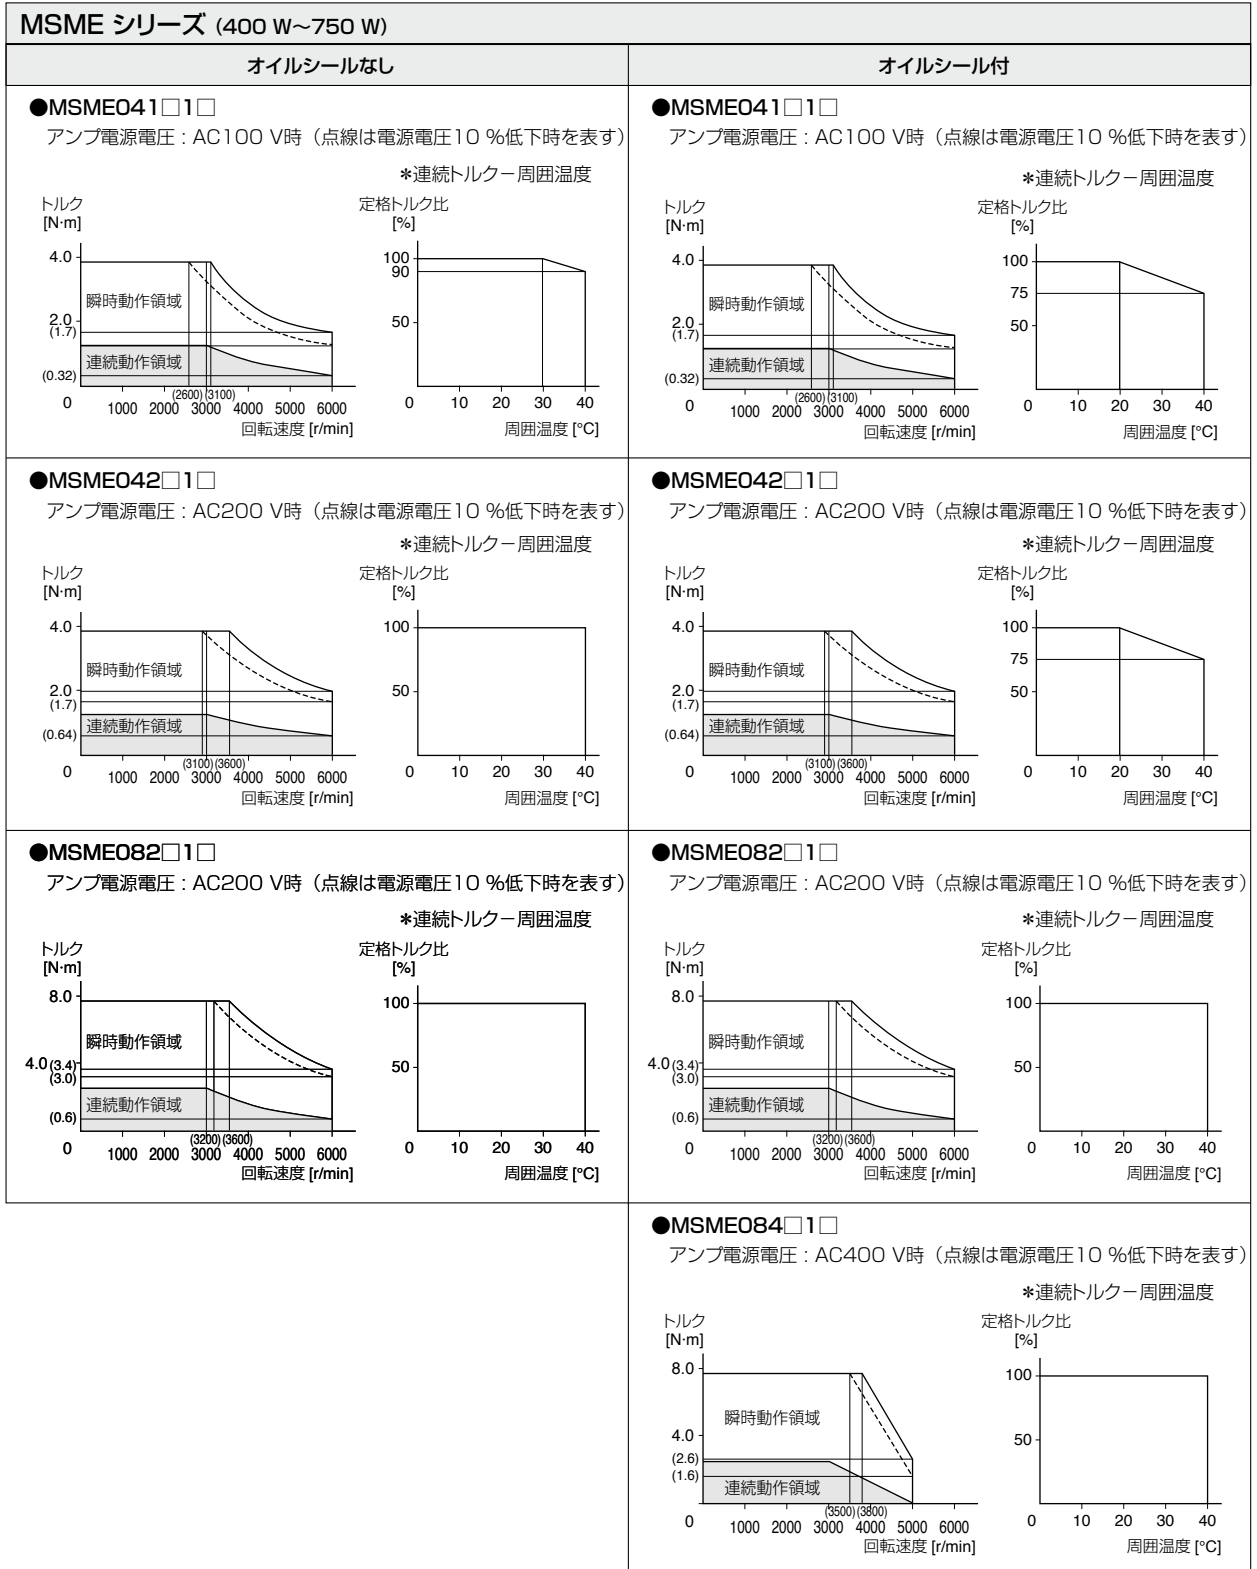 MSME シリーズ (400 W～750 W)
オイルシールなし
オイルシール付
●MSME041□1□
アンプ電源電圧 : AC100 V時（点線は電源電圧10 %低下時を表す）
*連続トルクー周囲温度
トルク
[N·m]
4.0
2.0
(1.7)
(0.32)
瞬時動作領域
連続動作領域
(2600) (3100)
0 1000 2000 3000 4000 5000 6000
回転速度 [r/min]
定格トルク比
[%]
100
90
50
0 10 20 30 40
周囲温度 [°C]
●MSME041□1□
アンプ電源電圧 : AC100 V時（点線は電源電圧10 %低下時を表す）
*連続トルクー周囲温度
トルク
[N·m]
4.0
2.0
(1.7)
(0.32)
瞬時動作領域
連続動作領域
(2600) (3100)
0 1000 2000 3000 4000 5000 6000
回転速度 [r/min]
定格トルク比
[%]
100
75
50
0 10 20 30 40
周囲温度 [°C]
●MSME042□1□
アンプ電源電圧 : AC200 V時（点線は電源電圧10 %低下時を表す）
*連続トルクー周囲温度
トルク
[N·m]
4.0
2.0
(1.7)
(0.64)
瞬時動作領域
連続動作領域
(3100) (3600)
0 1000 2000 3000 4000 5000 6000
回転速度 [r/min]
定格トルク比
[%]
100
50
0 10 20 30 40
周囲温度 [°C]
●MSME042□1□
アンプ電源電圧 : AC200 V時（点線は電源電圧10 %低下時を表す）
*連続トルクー周囲温度
トルク
[N·m]
4.0
2.0
(1.7)
(0.64)
瞬時動作領域
連続動作領域
(3100) (3600)
0 1000 2000 3000 4000 5000 6000
回転速度 [r/min]
定格トルク比
[%]
100
75
50
0 10 20 30 40
周囲温度 [°C]
●MSME082□1□
アンプ電源電圧 : AC200 V時（点線は電源電圧10 %低下時を表す）
*連続トルクー周囲温度
トルク
[N·m]
8.0
4.0 (3.4)
(3.0)
(0.6)
瞬時動作領域
連続動作領域
(3200) (3600)
0 1000 2000 3000 4000 5000 6000
回転速度 [r/min]
定格トルク比
[%]
100
50
0 10 20 30 40
周囲温度 [°C]
●MSME082□1□
アンプ電源電圧 : AC200 V時（点線は電源電圧10 %低下時を表す）
*連続トルクー周囲温度
トルク
[N·m]
8.0
4.0 (3.4)
(3.0)
(0.6)
瞬時動作領域
連続動作領域
(3200) (3600)
0 1000 2000 3000 4000 5000 6000
回転速度 [r/min]
定格トルク比
[%]
100
50
0 10 20 30 40
周囲温度 [°C]
●MSME084□1□
アンプ電源電圧 : AC400 V時（点線は電源電圧10 %低下時を表す）
*連続トルクー周囲温度
トルク
[N·m]
8.0
4.0
(2.6)
(1.6)
瞬時動作領域
連続動作領域
(3500) (3800)
0 1000 2000 3000 4000 5000 6000
回転速度 [r/min]
定格トルク比
[%]
100
50
0 10 20 30 40
周囲温度 [°C]